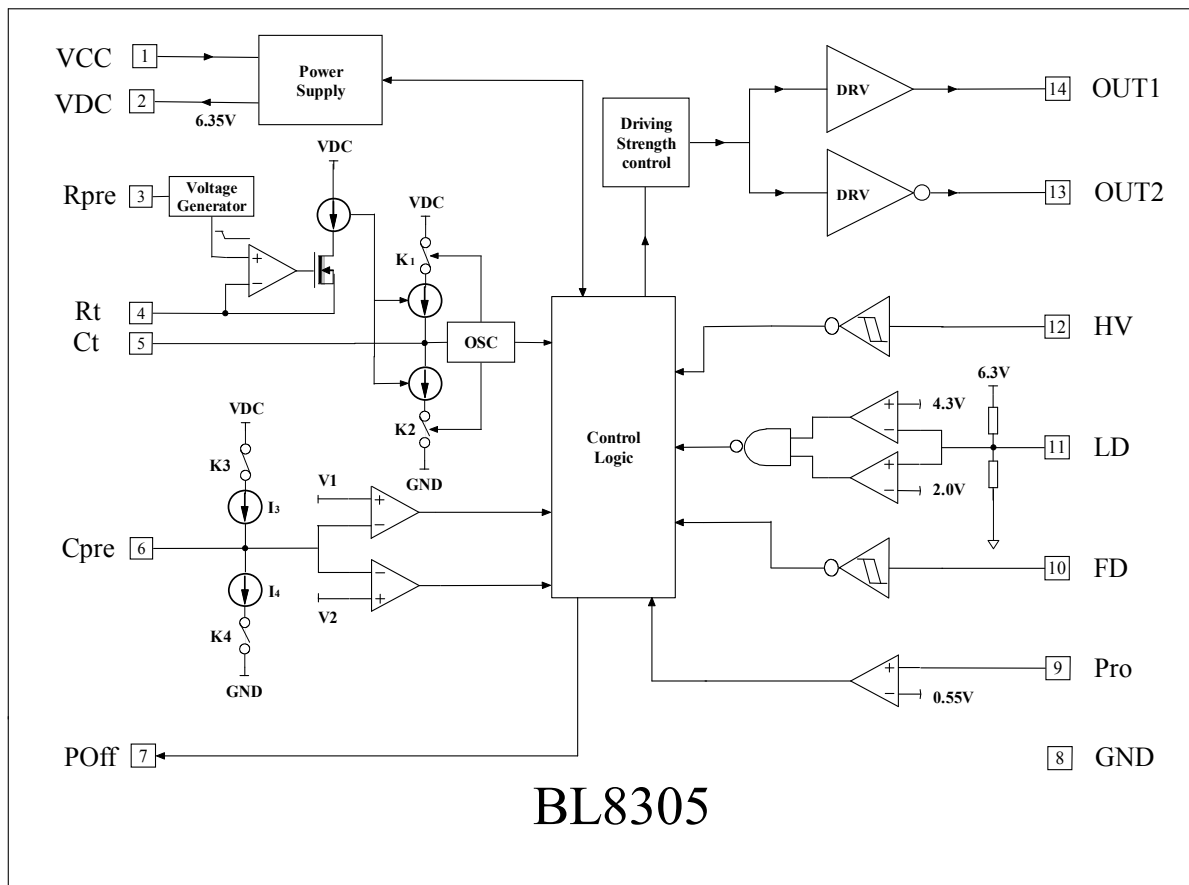 VCC
1
VDC
2
6.35V
Power
Supply
Rpre
3
Voltage
Generator
VDC
+
−
Rt
4
Ct
5
VDC
K1
OSC
K2
GND
VDC
K3
I3
Cpre
6
I4
K4
GND
V1
+
−
−
+
V2
POff
7
Control
Logic
Driving
Strength
control
DRV
14
OUT1
DRV
13
OUT2
12
HV
6.3V
+
4.3V
−
11
LD
+
−
2.0V
10
FD
+
9
Pro
−
0.55V
8
GND
BL8305